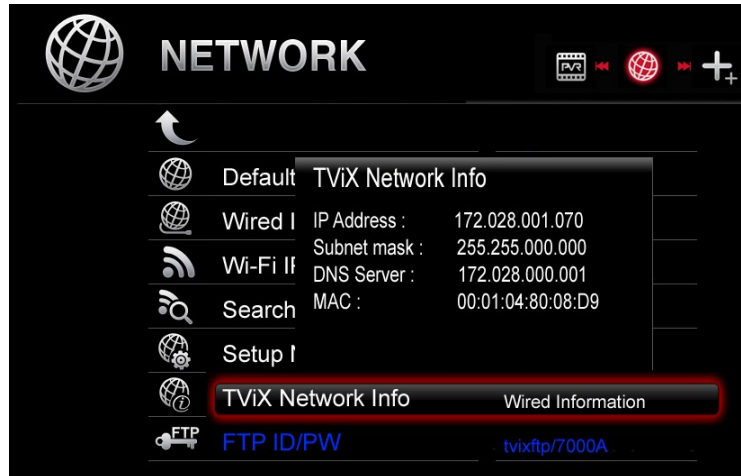 NETWORK
PVR
Default
TViX Network Info
Wired I
IP Address : 172.028.001.070
Subnet mask : 255.255.000.000
Wi-Fi IF
DNS Server : 172.028.000.001
Search
MAC : 00:01:04:80:08:D9
Setup
TViX Network Info Wired Information
FTP
FTP ID/PW tvixftp/7000A